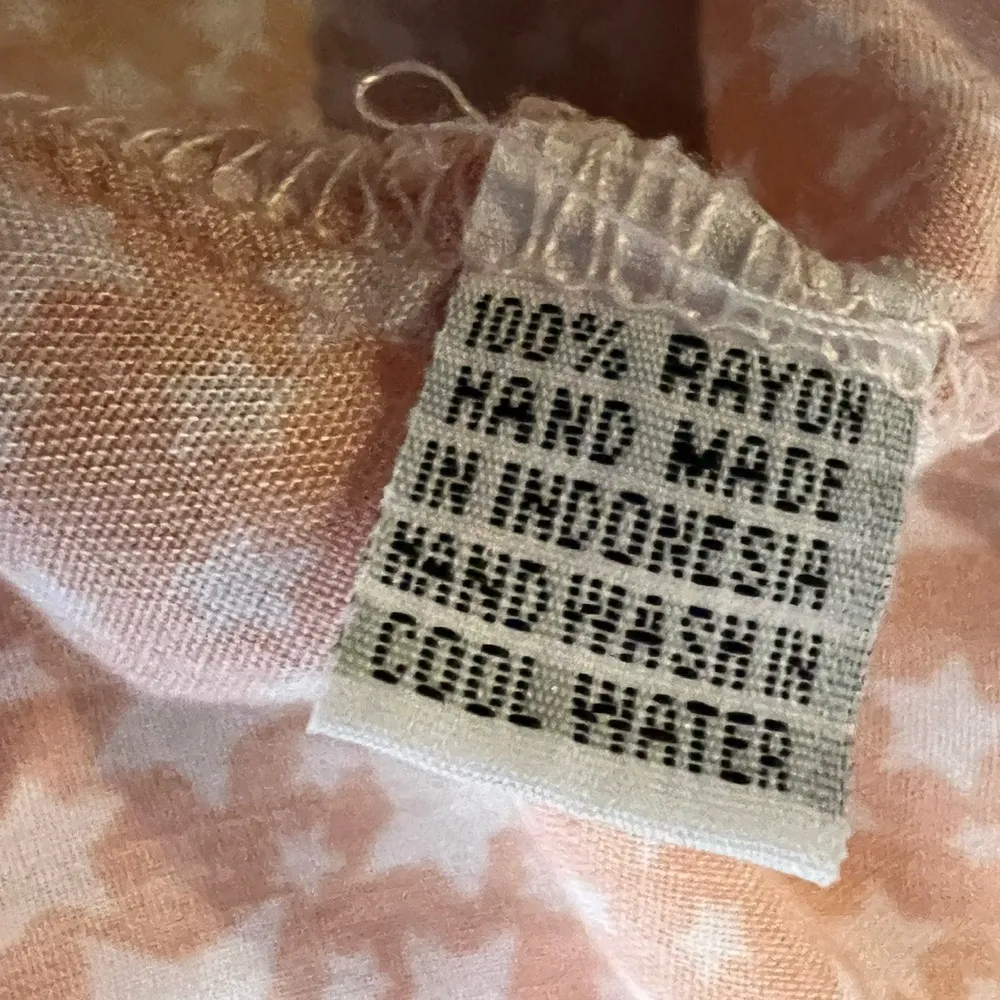 100% RAYON
HAND MADE
IN INDONESIA
HAND WASH IN
COOL WATER